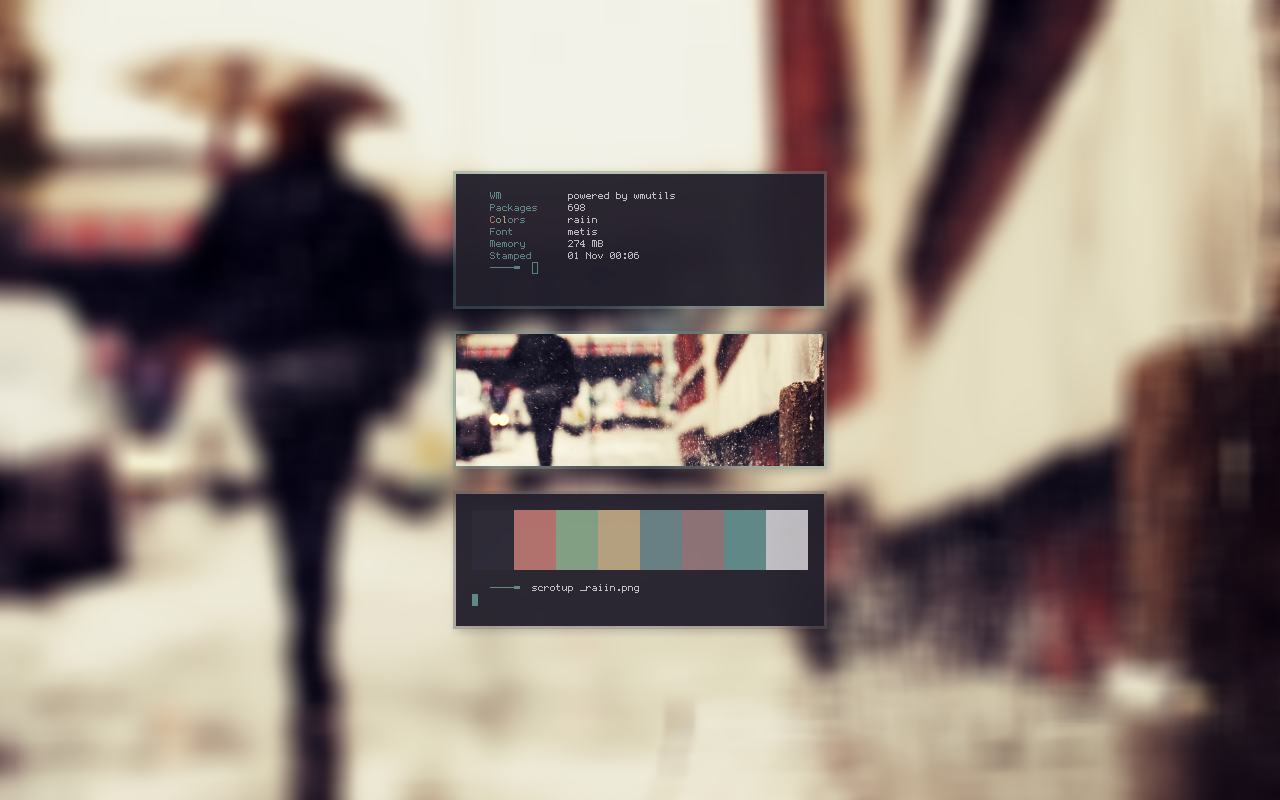 WM powered by wmutils
Packages 698
Colors raiin
Font metis
Memory 274 MB
Stamped 01 Nov 00:06
scrotup _raiin.png